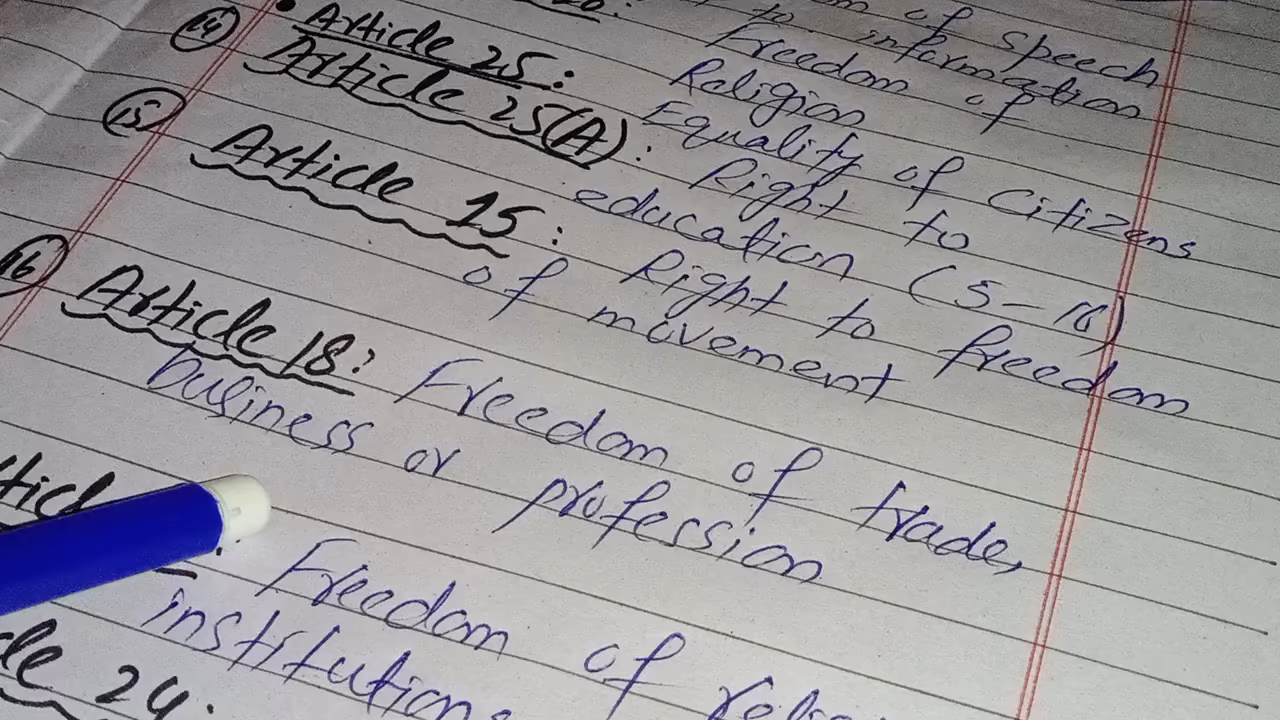 of speech
to information
Freedom of
Religion
(14) • Article 25: Equality of Citizens
Article 25(A): Right to
education (5-16)
(15) Article 15: Right to freedom
of movement
(16) Article 18: Freedom of trade,
business or profession
Freedom of
institution
24.